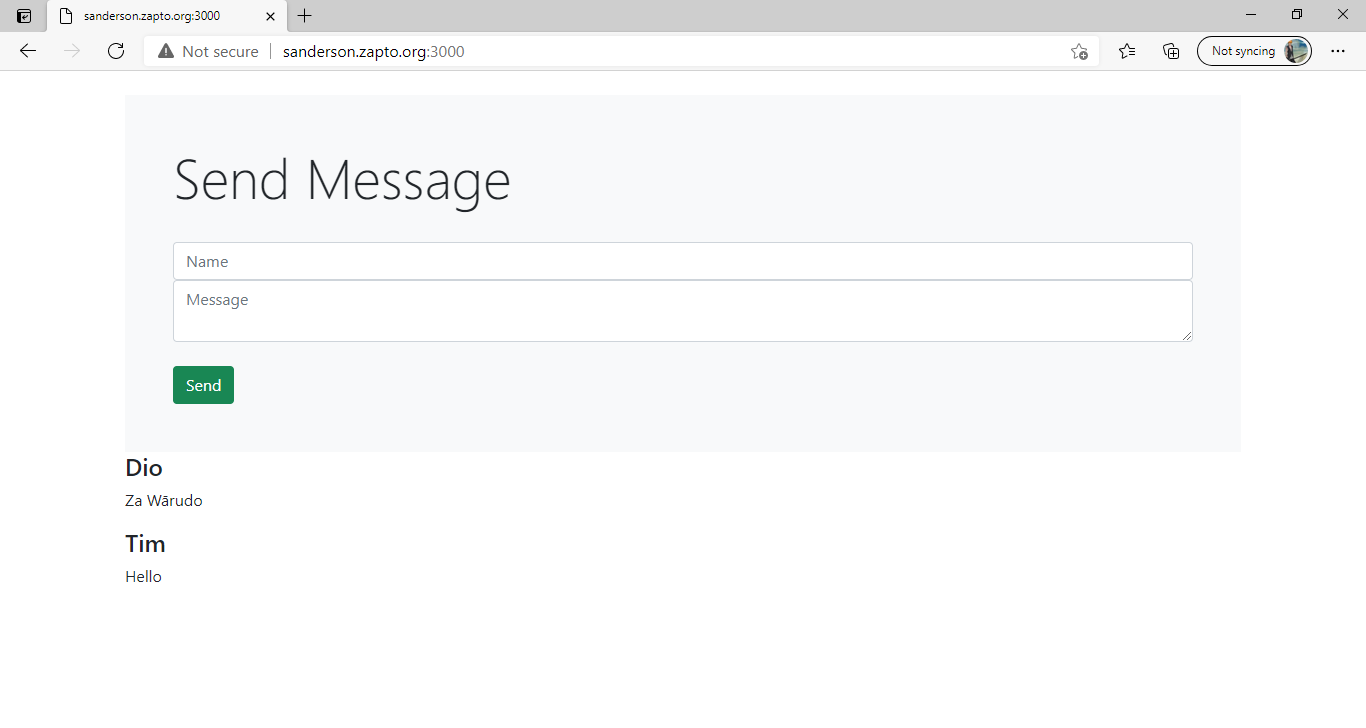 sanderson.zapto.org:3000
Not secure
sanderson.zapto.org:3000
Not syncing
Send Message
Name
Message
Send
Dio
Za Wārudo
Tim
Hello